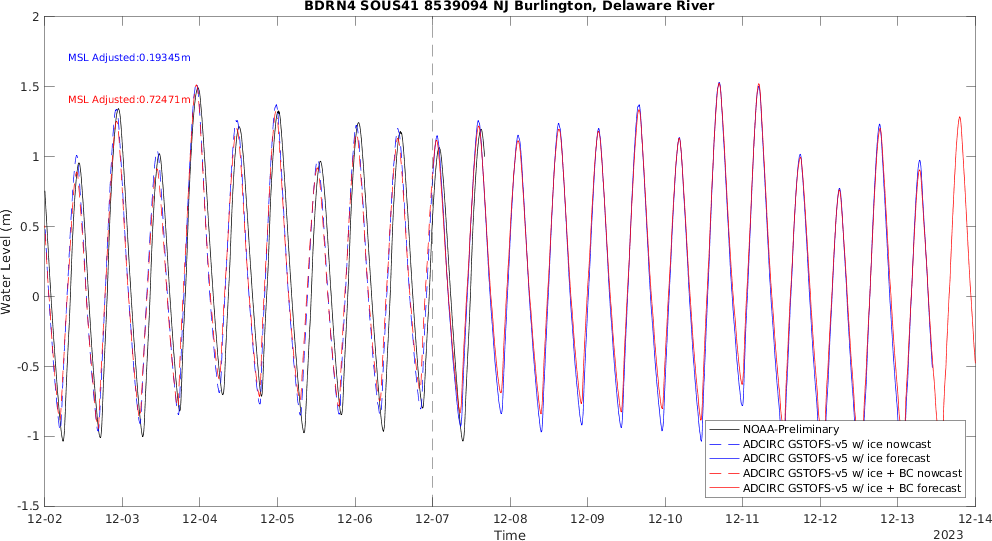 BDRN4 SOUS41 8539094 NJ Burlington, Delaware River
2
1.5
1
0.5
0
-0.5
-1
-1.5
Water Level (m)
MSL Adjusted:0.19345m
MSL Adjusted:0.72471m
NOAA-Preliminary
ADCIRC GSTOFS-v5 w/ ice nowcast
ADCIRC GSTOFS-v5 w/ ice forecast
ADCIRC GSTOFS-v5 w/ ice + BC nowcast
ADCIRC GSTOFS-v5 w/ ice + BC forecast
12-02 12-03 12-04 12-05 12-06 12-07 12-08 12-09 12-10 12-11 12-12 12-13 12-14
Time
2023